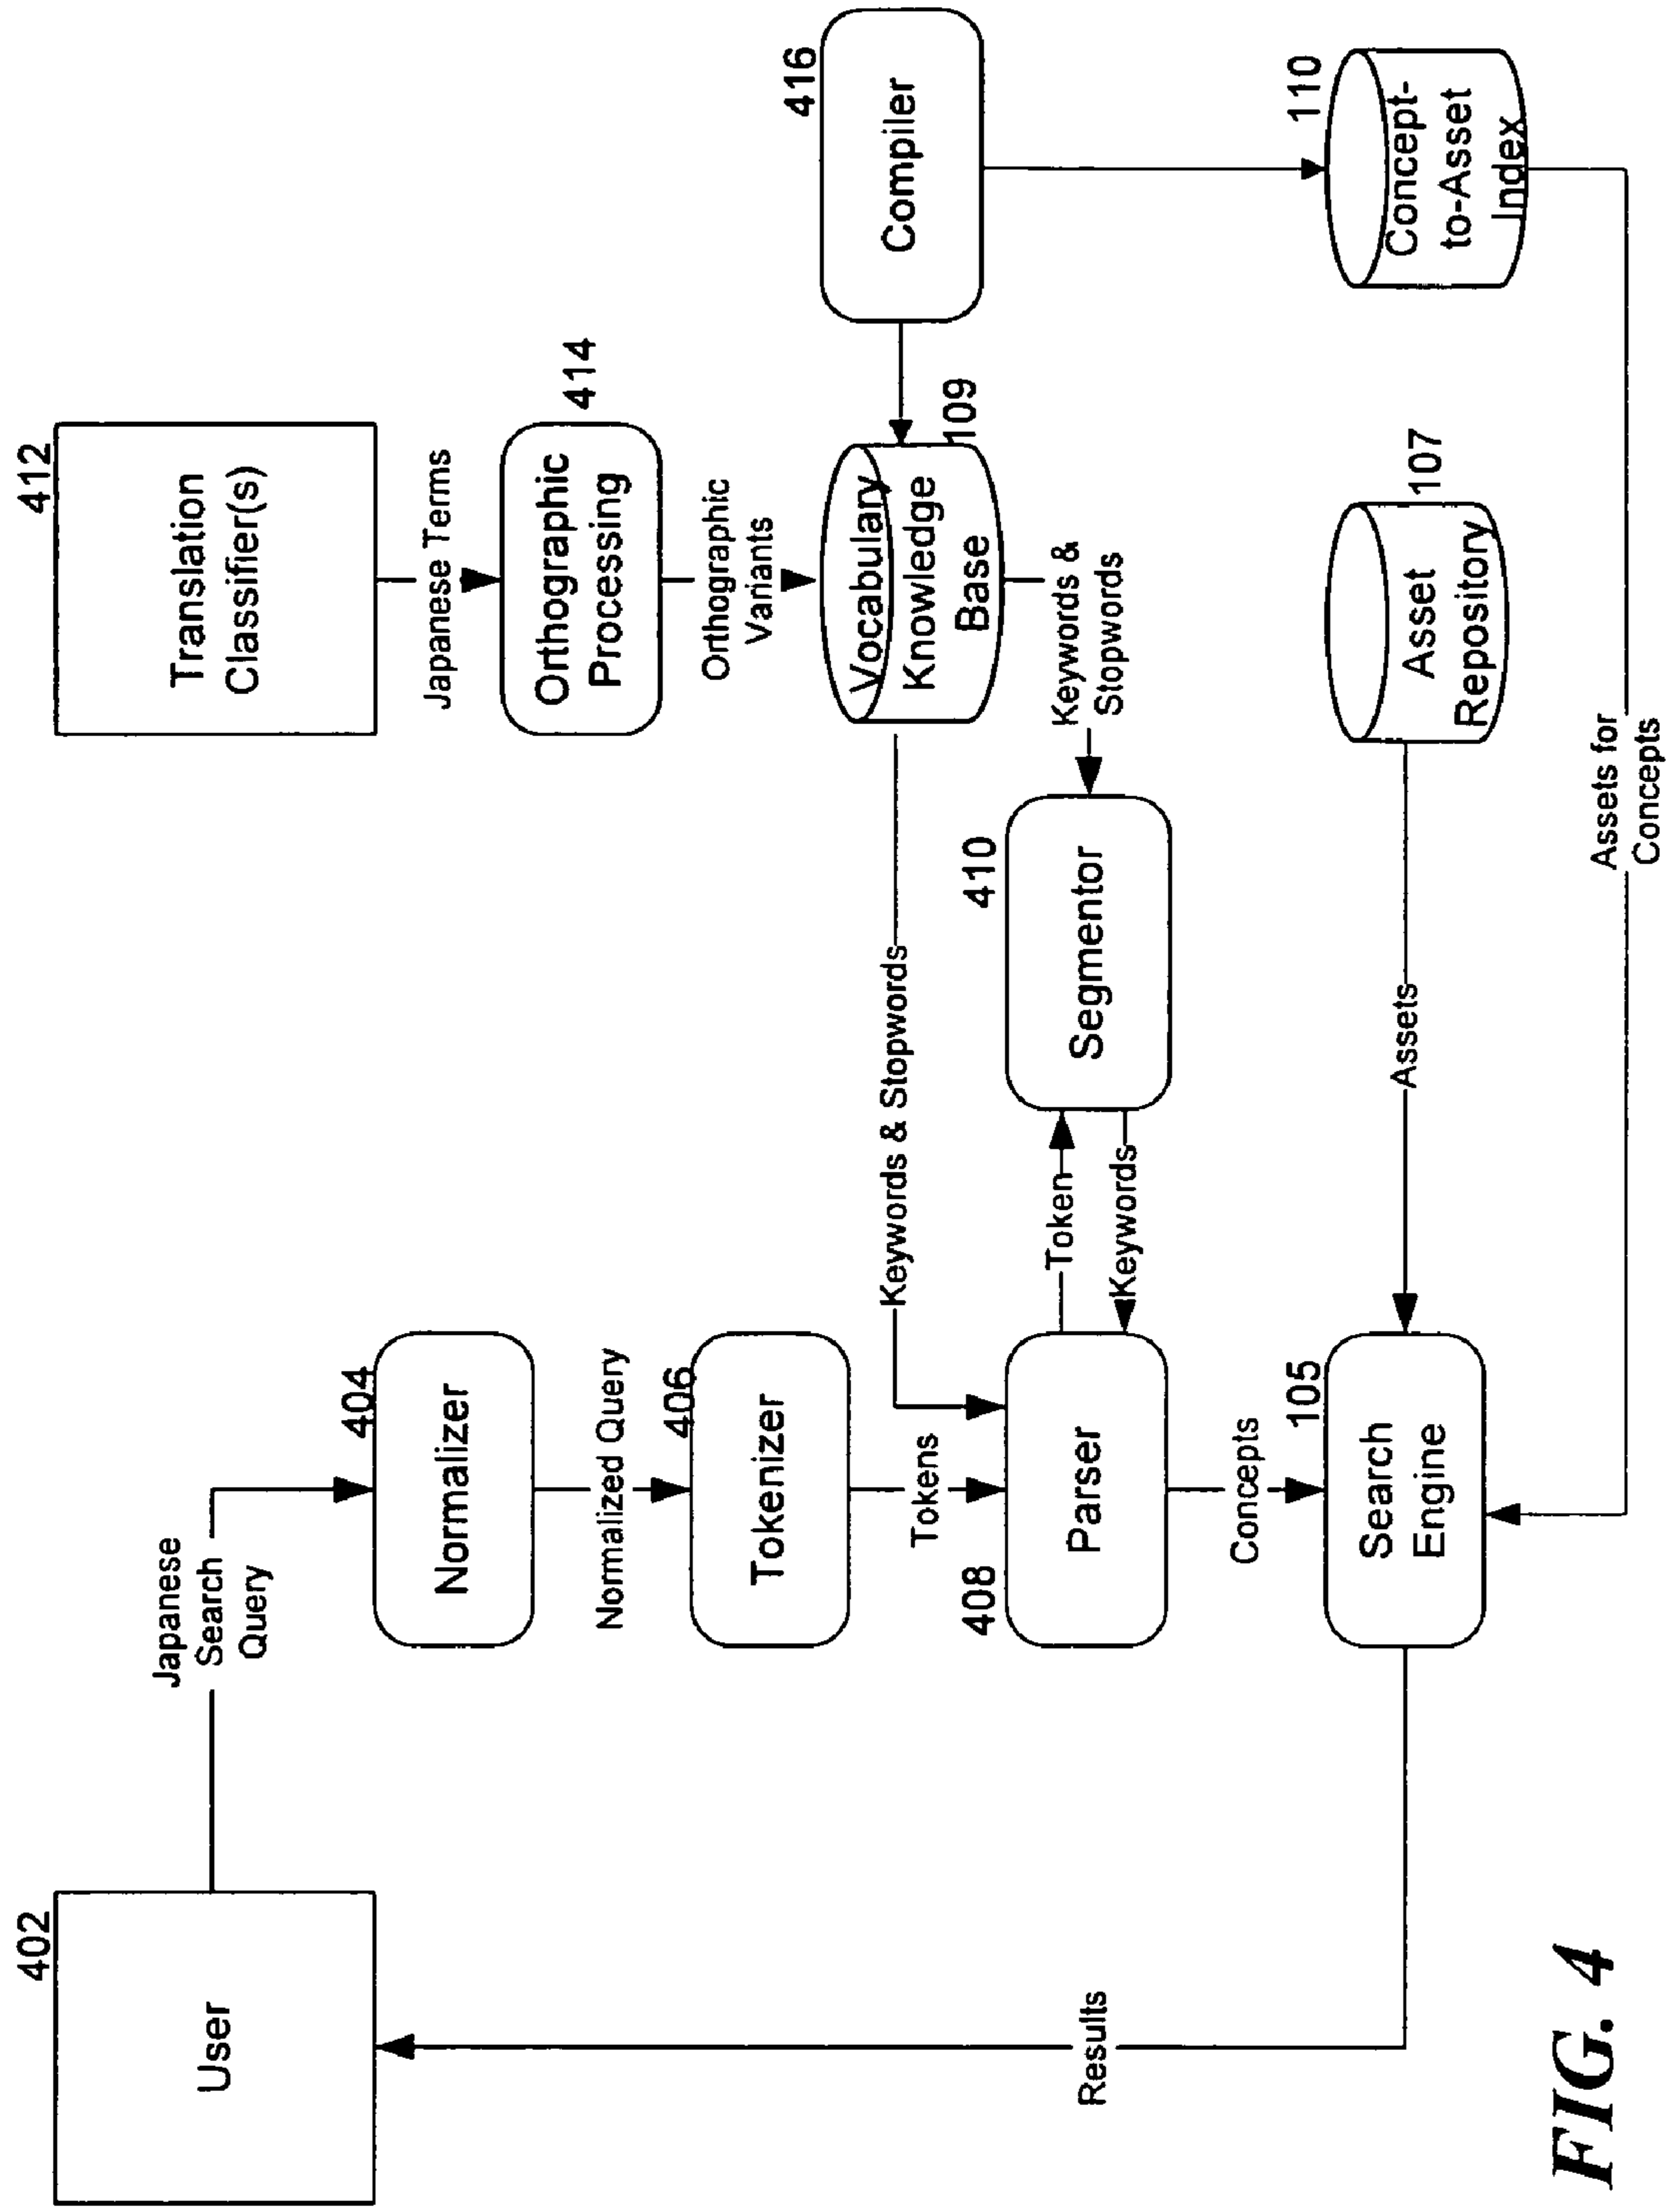 402
User
Japanese
Search
Query
404
Normalizer
Normalized Query
406
Tokenizer
Tokens
408
Parser
Concepts
105
Search
Engine
Results
412
Translation
Classifier(s)
Japanese Terms
Orthographic
Processing
414
Orthographic
Variants
Vocabulary
Knowledge
Base
109
Keywords & Stopwords
Keywords &
Stopwords
410
Segmentor
Token
Keywords
416
Compiler
110
Concept-
to-Asset
Index
Asset
Repository
107
Assets
Assets for
Concepts
FIG. 4